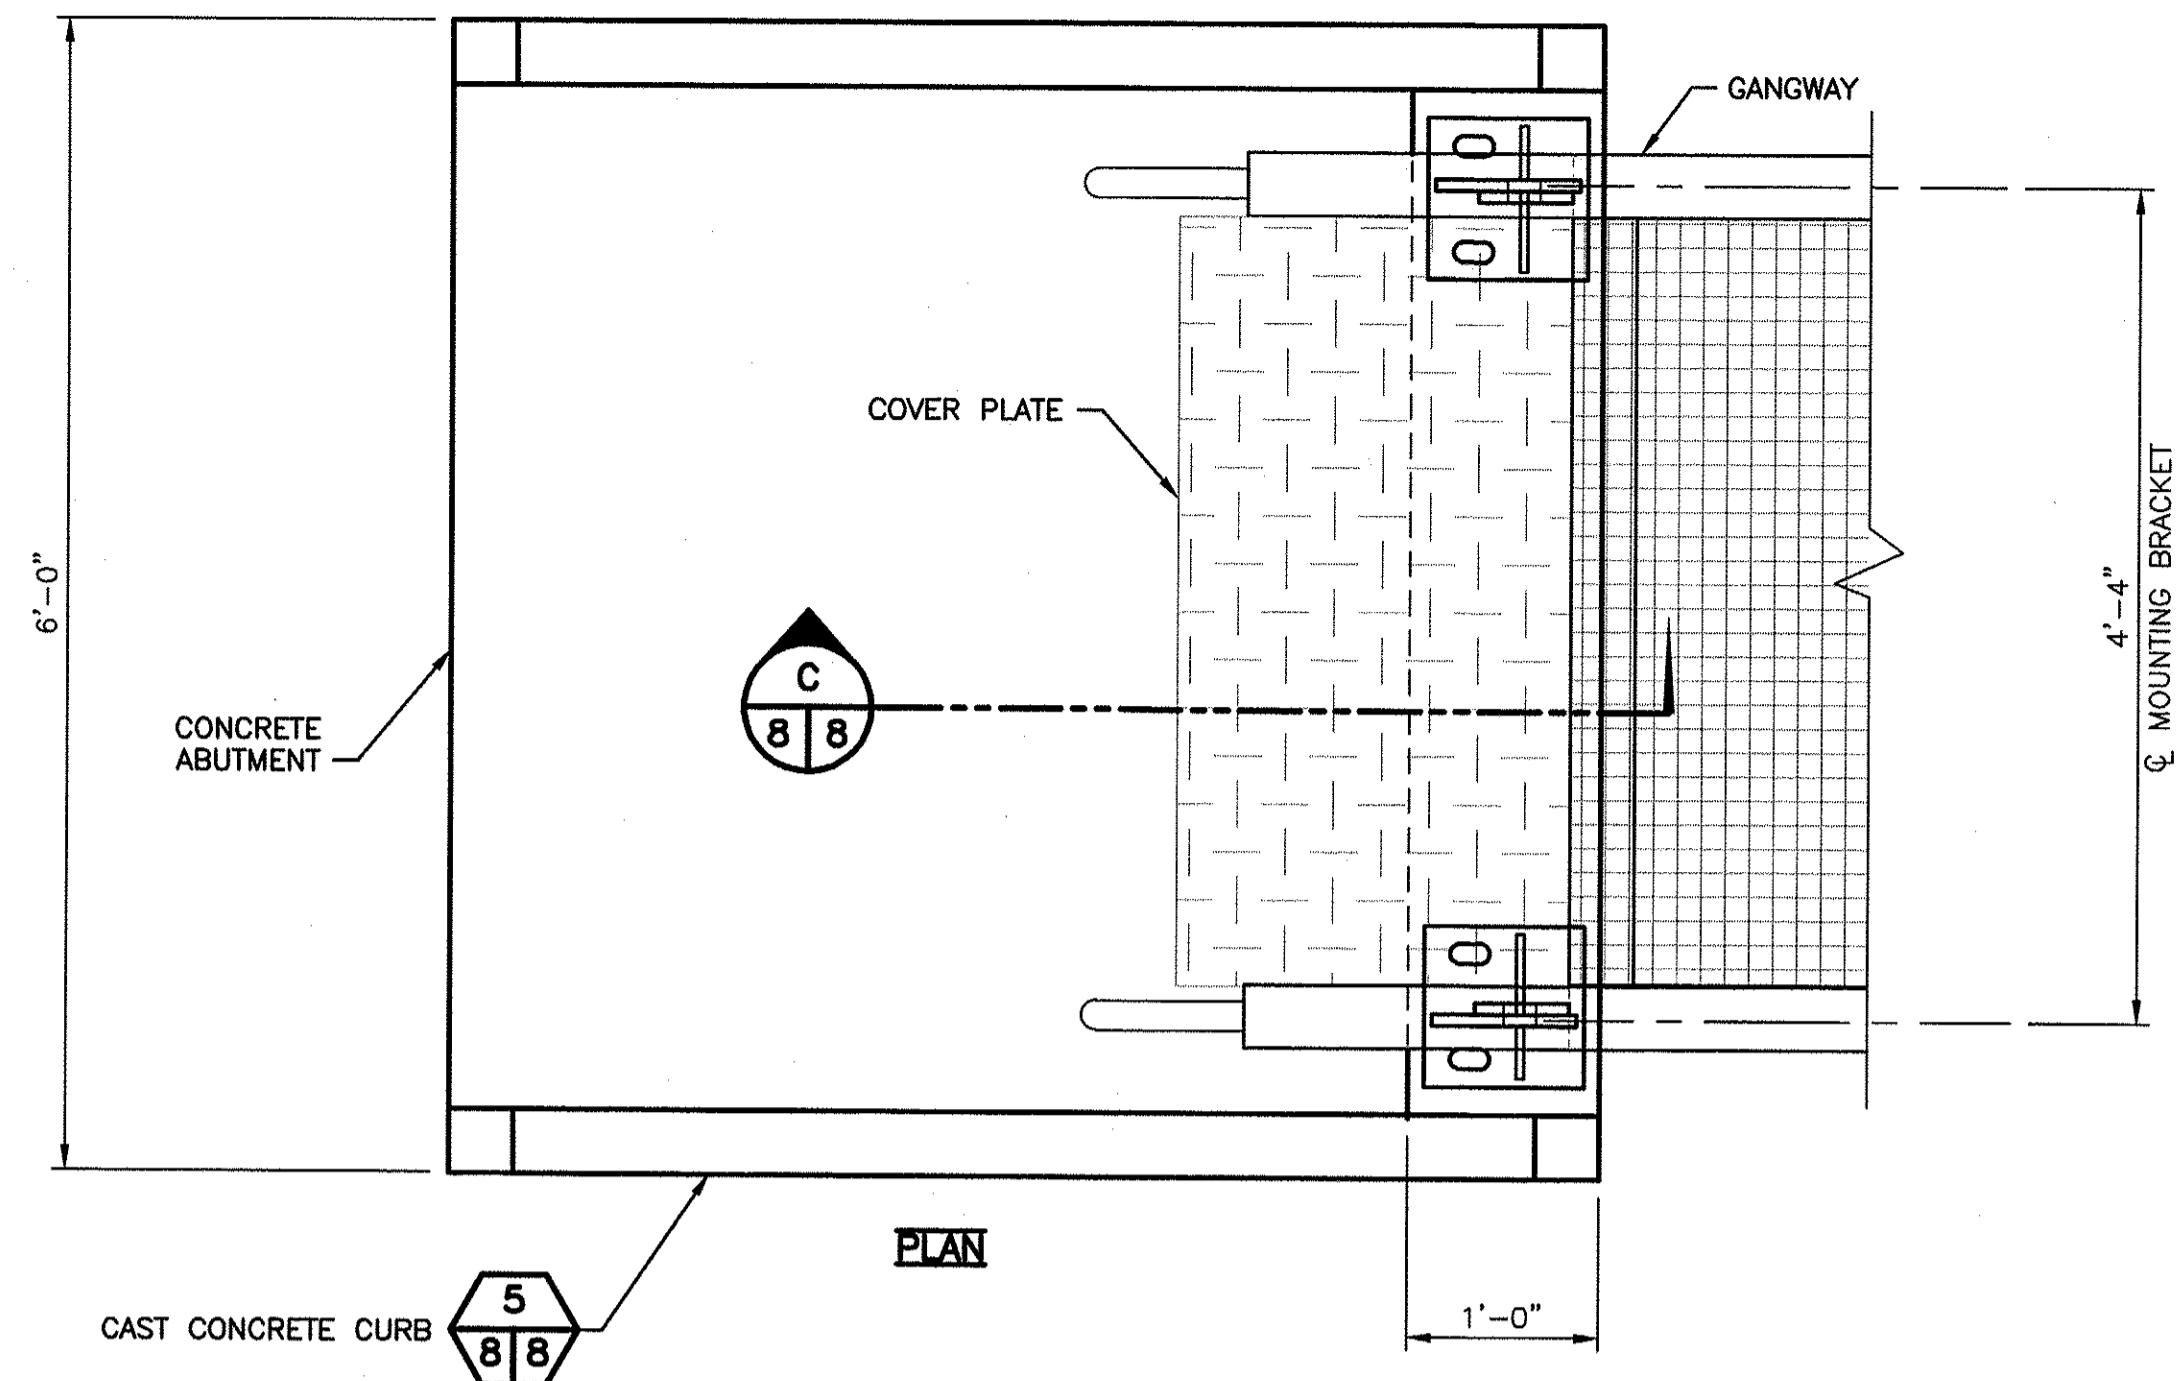 GANGWAY
COVER PLATE
6'-0"
4'-4"
℄ MOUNTING BRACKET
C
8 8
CONCRETE
ABUTMENT
PLAN
5
8 8
CAST CONCRETE CURB
1'-0"